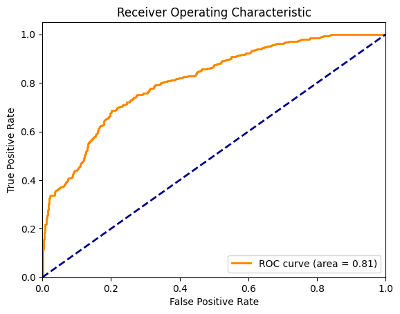 Receiver Operating Characteristic
True Positive Rate
1.0
0.8
0.6
0.4
0.2
0.0
ROC curve (area = 0.81)
0.0 0.2 0.4 0.6 0.8 1.0
False Positive Rate